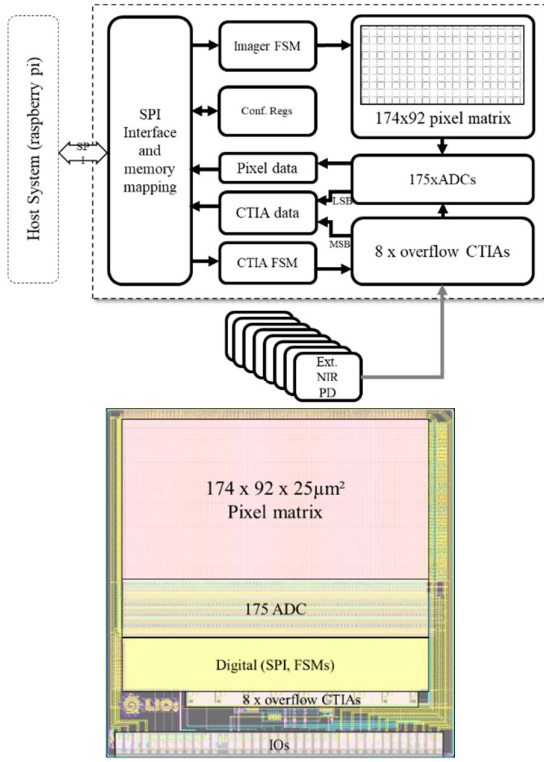 Host System (raspberry pi)
SP
I
SPI
Interface
and
memory
mapping
Imager FSM
Conf. Regs
Pixel data
CTIA data
CTIA FSM
LSB
MSB
174x92 pixel matrix
175xADCs
8 x overflow CTIAs
Ext.
NIR
PD
174 x 92 x 25µm²
Pixel matrix
175 ADC
Digital (SPI, FSMs)
8 x overflow CTIAs
LiOs
IOs